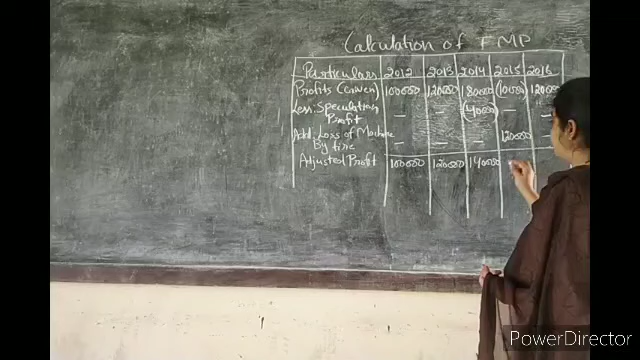 Calculation of FMP
Particulars 2012 2013 2014 2015 2016
Profits (Given) 100000 120000 180000 (10000) 120000
Less: Speculation Profit — — (40000) — —
Add: Loss of Machine By fire — — — 120000 —
Adjusted Profit 100000 120000 140000
PowerDirector